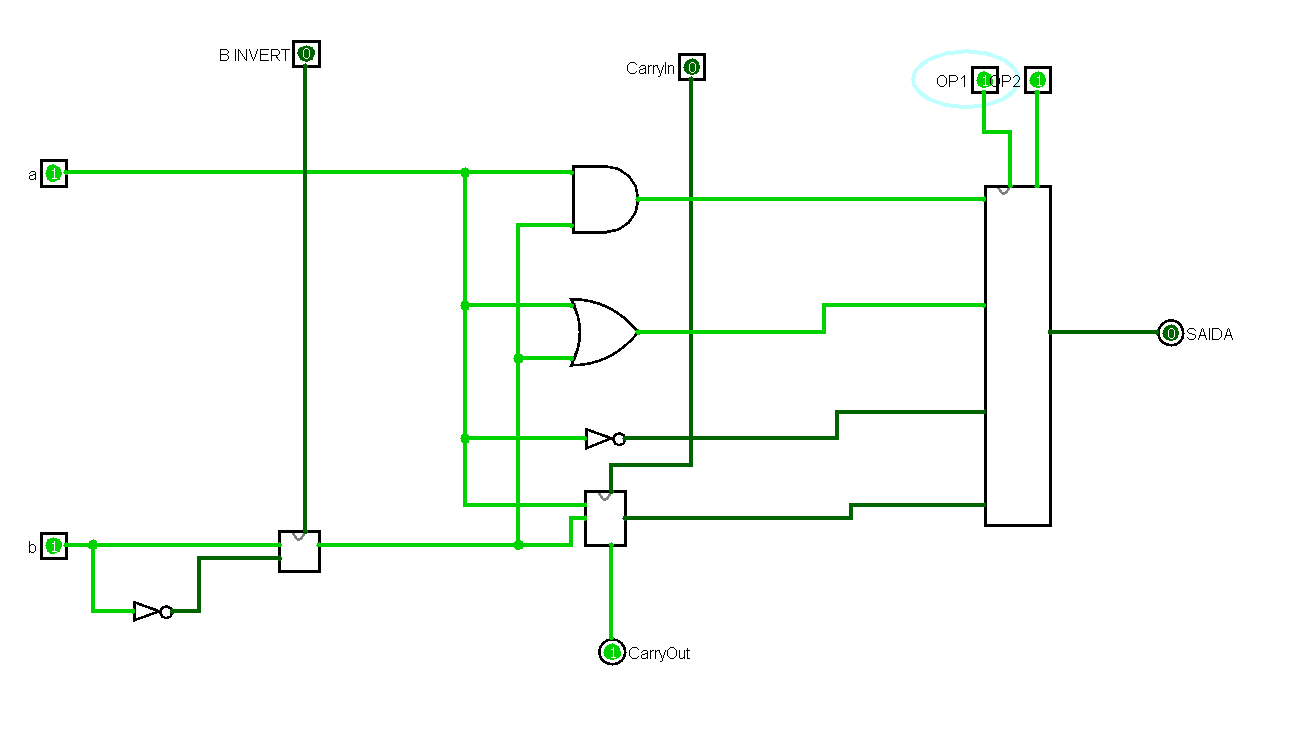 B INVERT 0
CarryIn 0
OP1 1 OP2 1
a 1
SAIDA 0
b 1
CarryOut 1